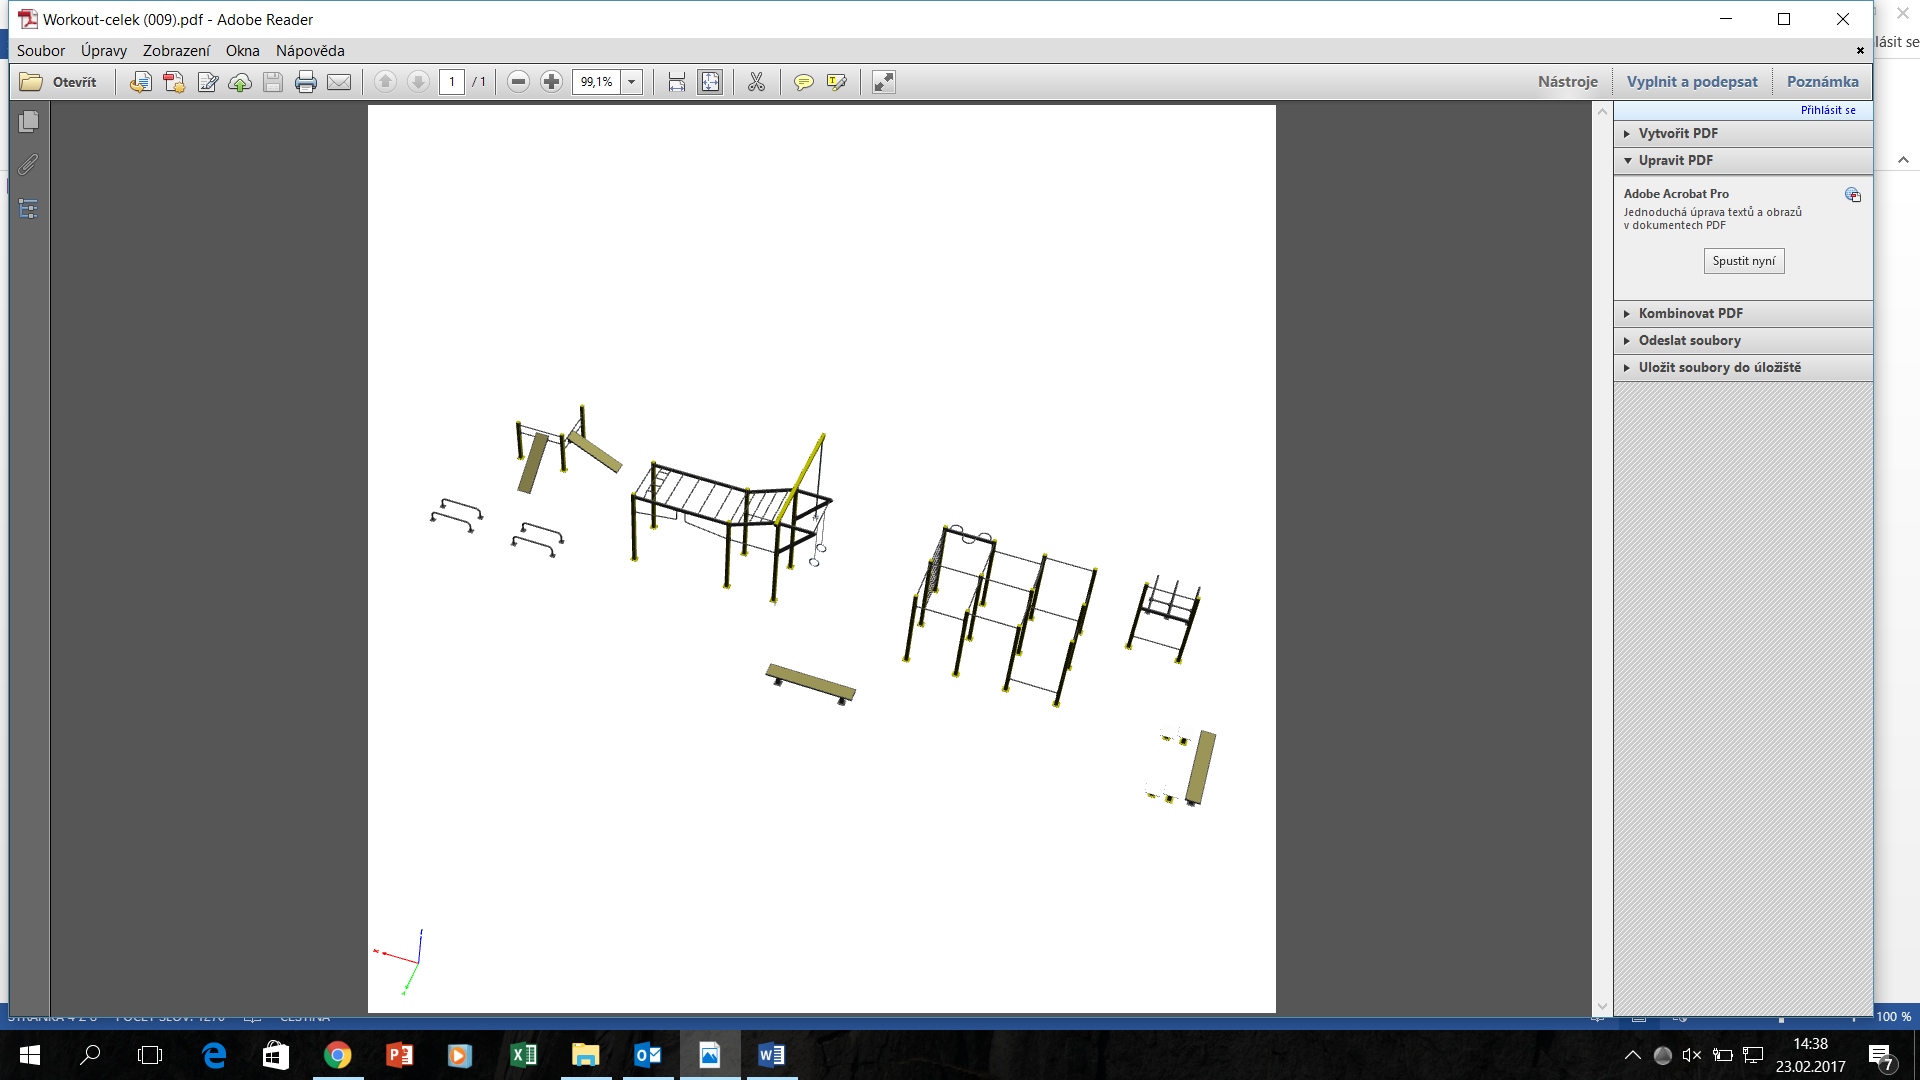 Workout-celek (009).pdf - Adobe Reader
lásit se
Soubor Úpravy Zobrazení Okna Nápověda
Otevřít 1 / 1 99,1% Nástroje Vyplnit a podepsat Poznámka
Přihlásit se
Vytvořit PDF
Upravit PDF
Adobe Acrobat Pro
Jednoduchá úprava textů a obrazů
v dokumentech PDF
Spustit nyní
Kombinovat PDF
Odeslat soubory
Uložit soubory do úložiště
100 %
14:38
23.02.2017
7